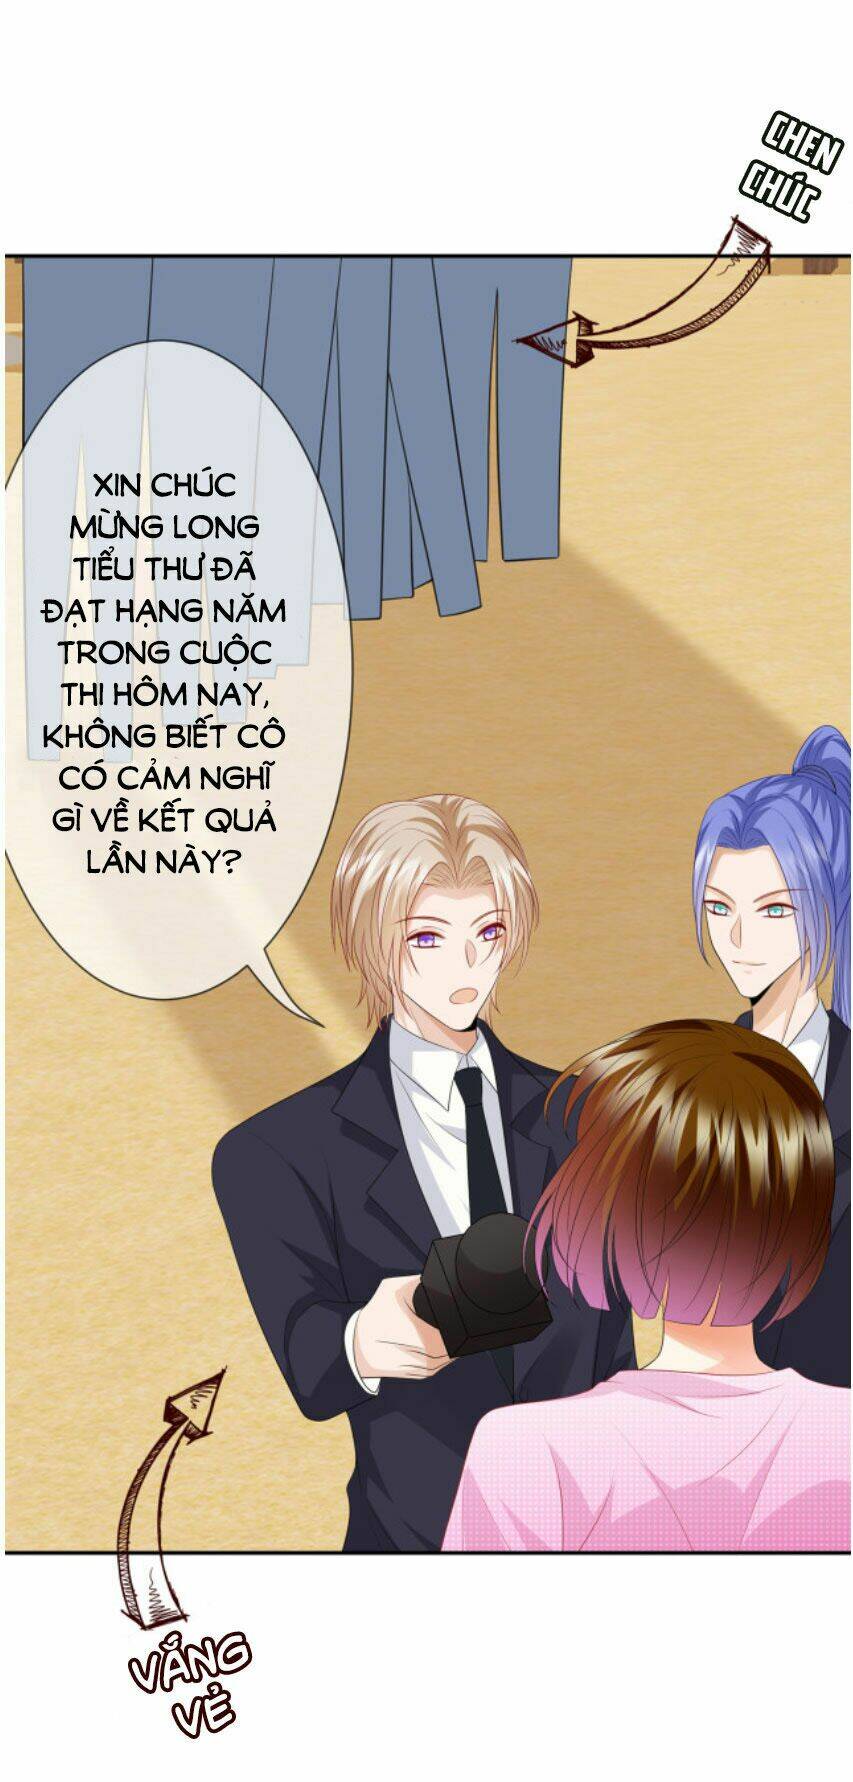 CHEN
CHÚC
XIN CHÚC
MỪNG LONG
TIỂU THƯ ĐÃ
ĐẠT HẠNG NĂM
TRONG CUỘC
THI HÔM NAY,
KHÔNG BIẾT CÔ
CÓ CẢM NGHĨ
GÌ VỀ KẾT QUẢ
LẦN NÀY?
VẮNG
VẺ